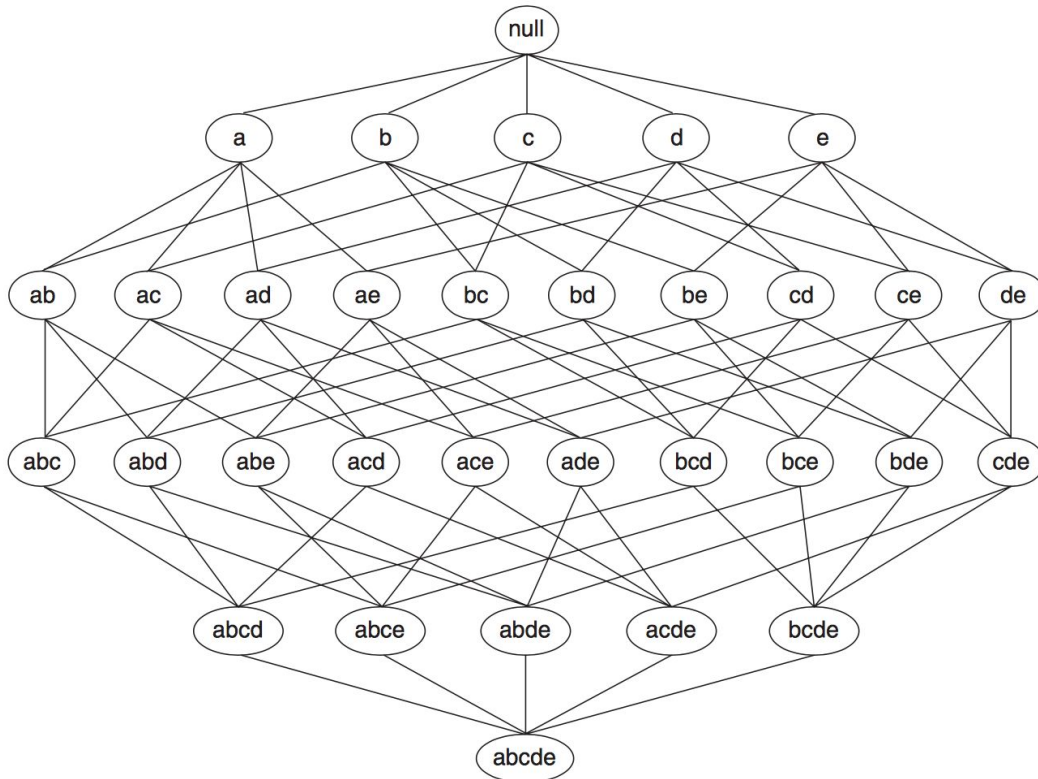 null
a b c d e
ab ac ad ae bc bd be cd ce de
abc abd abe acd ace ade bcd bce bde cde
abcd abce abde acde bcde
abcde